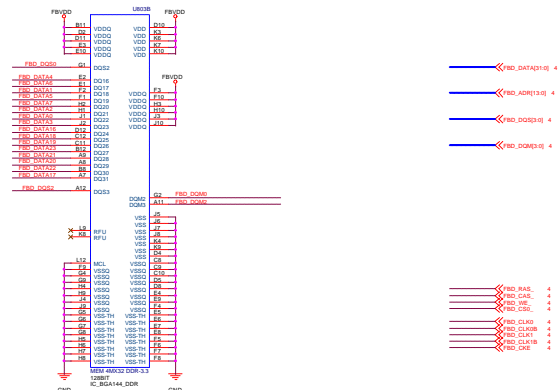 FBVDD
FBVDD
U803B
B11 VDDQ VDD D10
D2 VDDQ VDD K3
D11 VDDQ VDD K6
E3 VDDQ VDD K7
E10 VDDQ VDD K10
FBD_DQS0 G1 DQS2
FBD_DATA[31:0] 4
FBVDD
FBD_DATA4 E2 DQ16
FBD_DATA6 E1 DQ17
FBD_DATA1 F2 DQ18 VDDQ F3
FBD_ADR[13:0] 4
FBD_DATA5 F1 DQ19 VDDQ F10
FBD_DATA7 H2 DQ20 VDDQ H3
FBD_DATA2 H1 DQ21 VDDQ H10
FBD_DATA0 J1 DQ22 VDDQ J3
FBD_DATA3 J2 DQ23 VDDQ J10
FBD_DQS[3:0] 4
FBD_DATA16 D12 DQ24
FBD_DATA18 C12 DQ25
FBD_DATA19 C11 DQ26
FBD_DATA23 B12 DQ27
FBD_DATA21 A9 DQ28
FBD_DATA20 A8 DQ29
FBD_DATA22 B8 DQ30
FBD_DATA17 A7 DQ31
FBD_DQM[3:0] 4
FBD_DQS2 A12 DQS3
DQM2 G2 FBD_DQM0
DQM3 A11 FBD_DQM2
VSS J5
VSS J6
L9 RFU VSS J7
K8 RFU VSS J8
VSS K4
VSS K9
VSS D4
L12 MCL VSSQ C8
F9 VSSQ VSSQ C9
G4 VSSQ VSSQ C10
G9 VSSQ VSSQ D5
H4 VSSQ VSSQ D8
H9 VSSQ VSSQ E4
J4 VSSQ VSSQ E9
J9 VSSQ VSSQ F4
G5 VSS-TH VSS-TH E5
G6 VSS-TH VSS-TH E6
G7 VSS-TH VSS-TH E7
G8 VSS-TH VSS-TH E8
H5 VSS-TH VSS-TH F5
H6 VSS-TH VSS-TH F6
H7 VSS-TH VSS-TH F7
H8 VSS-TH VSS-TH F8
FBD_RAS_ 4
FBD_CAS_ 4
FBD_WE_ 4
FBD_CS0_ 4
FBD_CLK0 4
FBD_CLK0B 4
FBD_CLK1 4
FBD_CLK1B 4
FBD_CKE 4
MEM 4MX32 DDR-3.3
128BIT
IC_BGA144_DDR
GND
GND